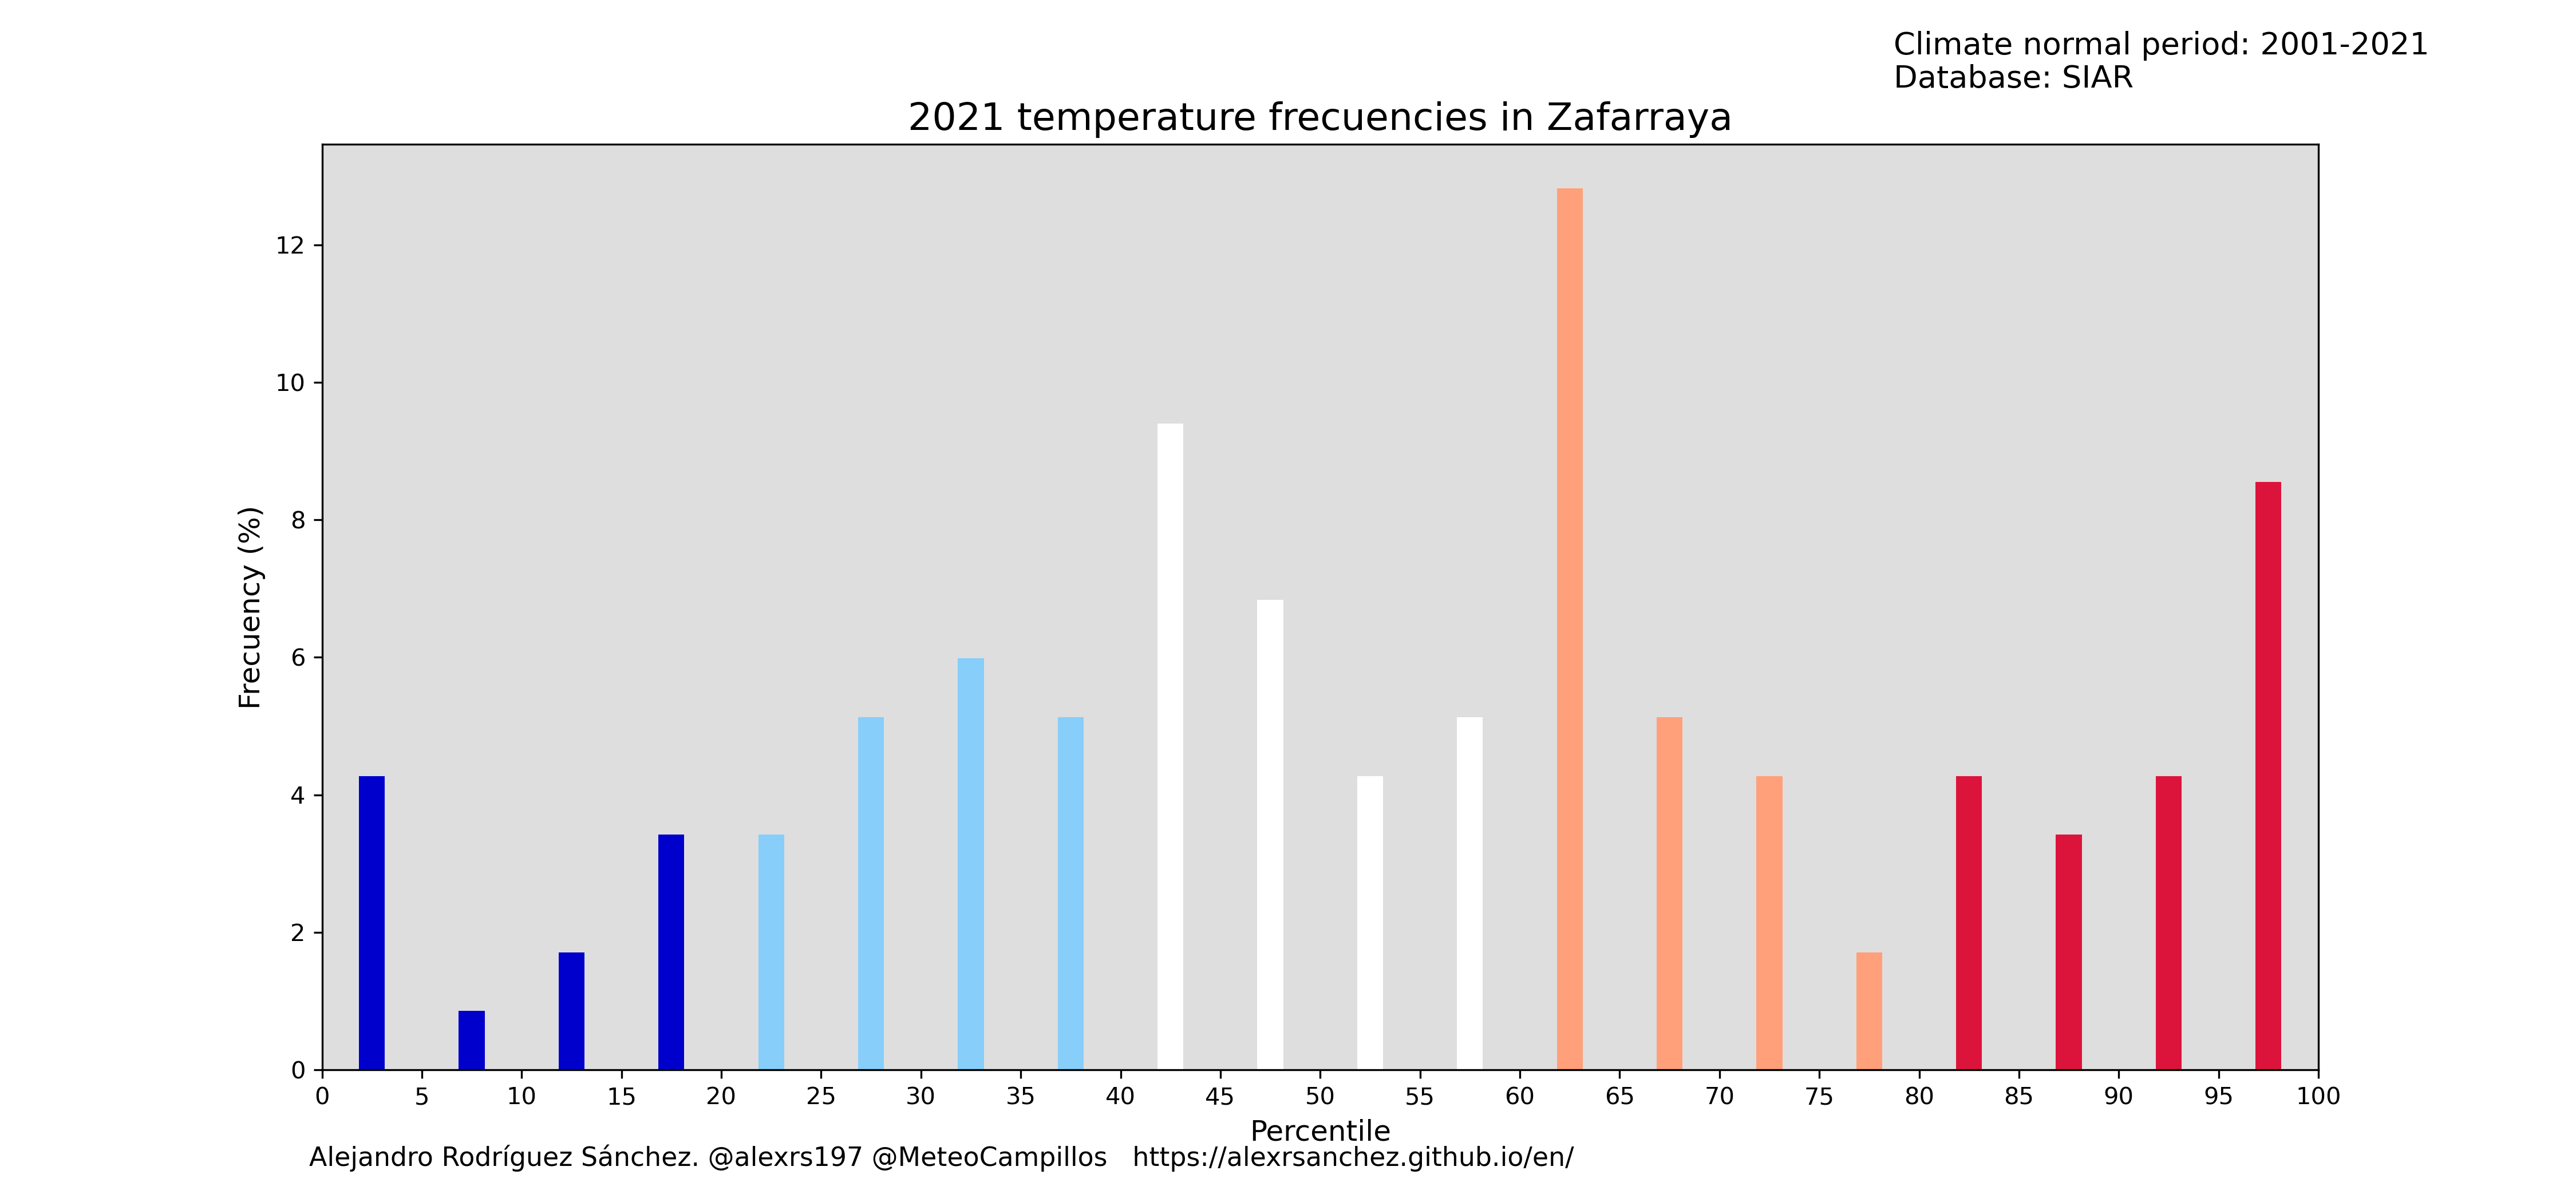 Climate normal period: 2001-2021
Database: SIAR
2021 temperature frecuencies in Zafarraya
12
10
8
6
4
2
0
Frecuency (%)
0 5 10 15 20 25 30 35 40 45 50 55 60 65 70 75 80 85 90 95 100
Percentile
Alejandro Rodríguez Sánchez. @alexrs197 @MeteoCampillos https://alexrsanchez.github.io/en/